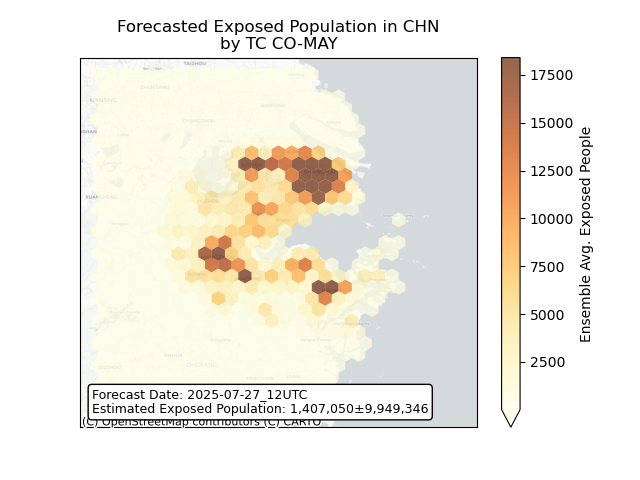 Forecasted Exposed Population in CHN
by TC CO-MAY
TAIZHOU
17500
15000
12500
10000
7500
5000
2500
Ensemble Avg. Exposed People
Forecast Date: 2025-07-27_12UTC
Estimated Exposed Population: 1,407,050±9,949,346
(C) OpenStreetMap contributors (C) CARTO